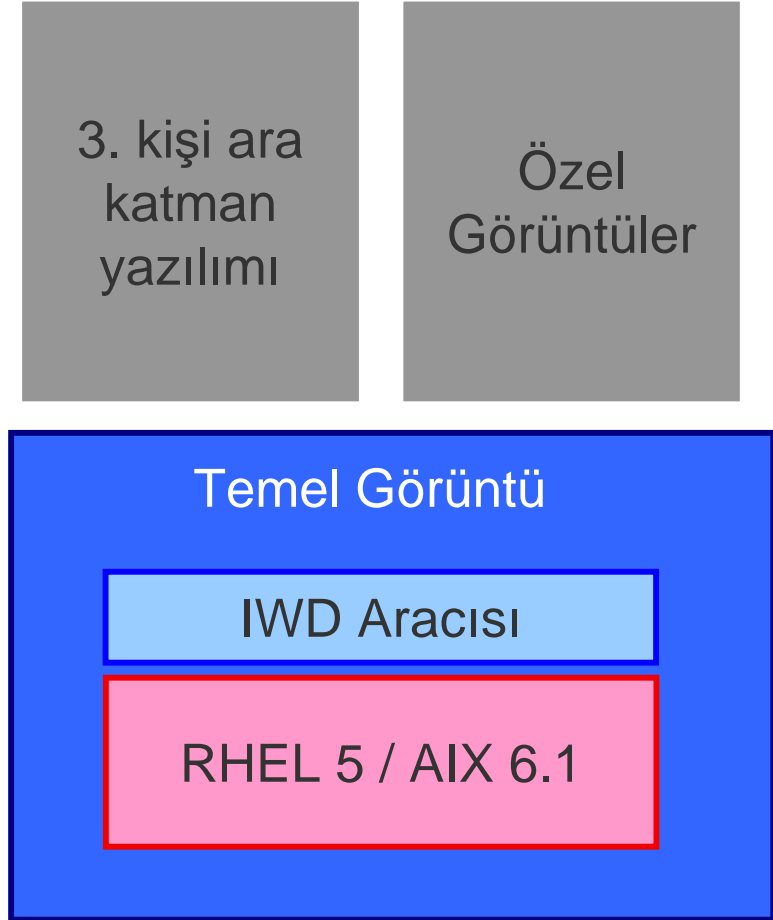 3. kişi ara
katman
yazılımı
Özel
Görüntüler
Temel Görüntü
IWD Aracısı
RHEL 5 / AIX 6.1